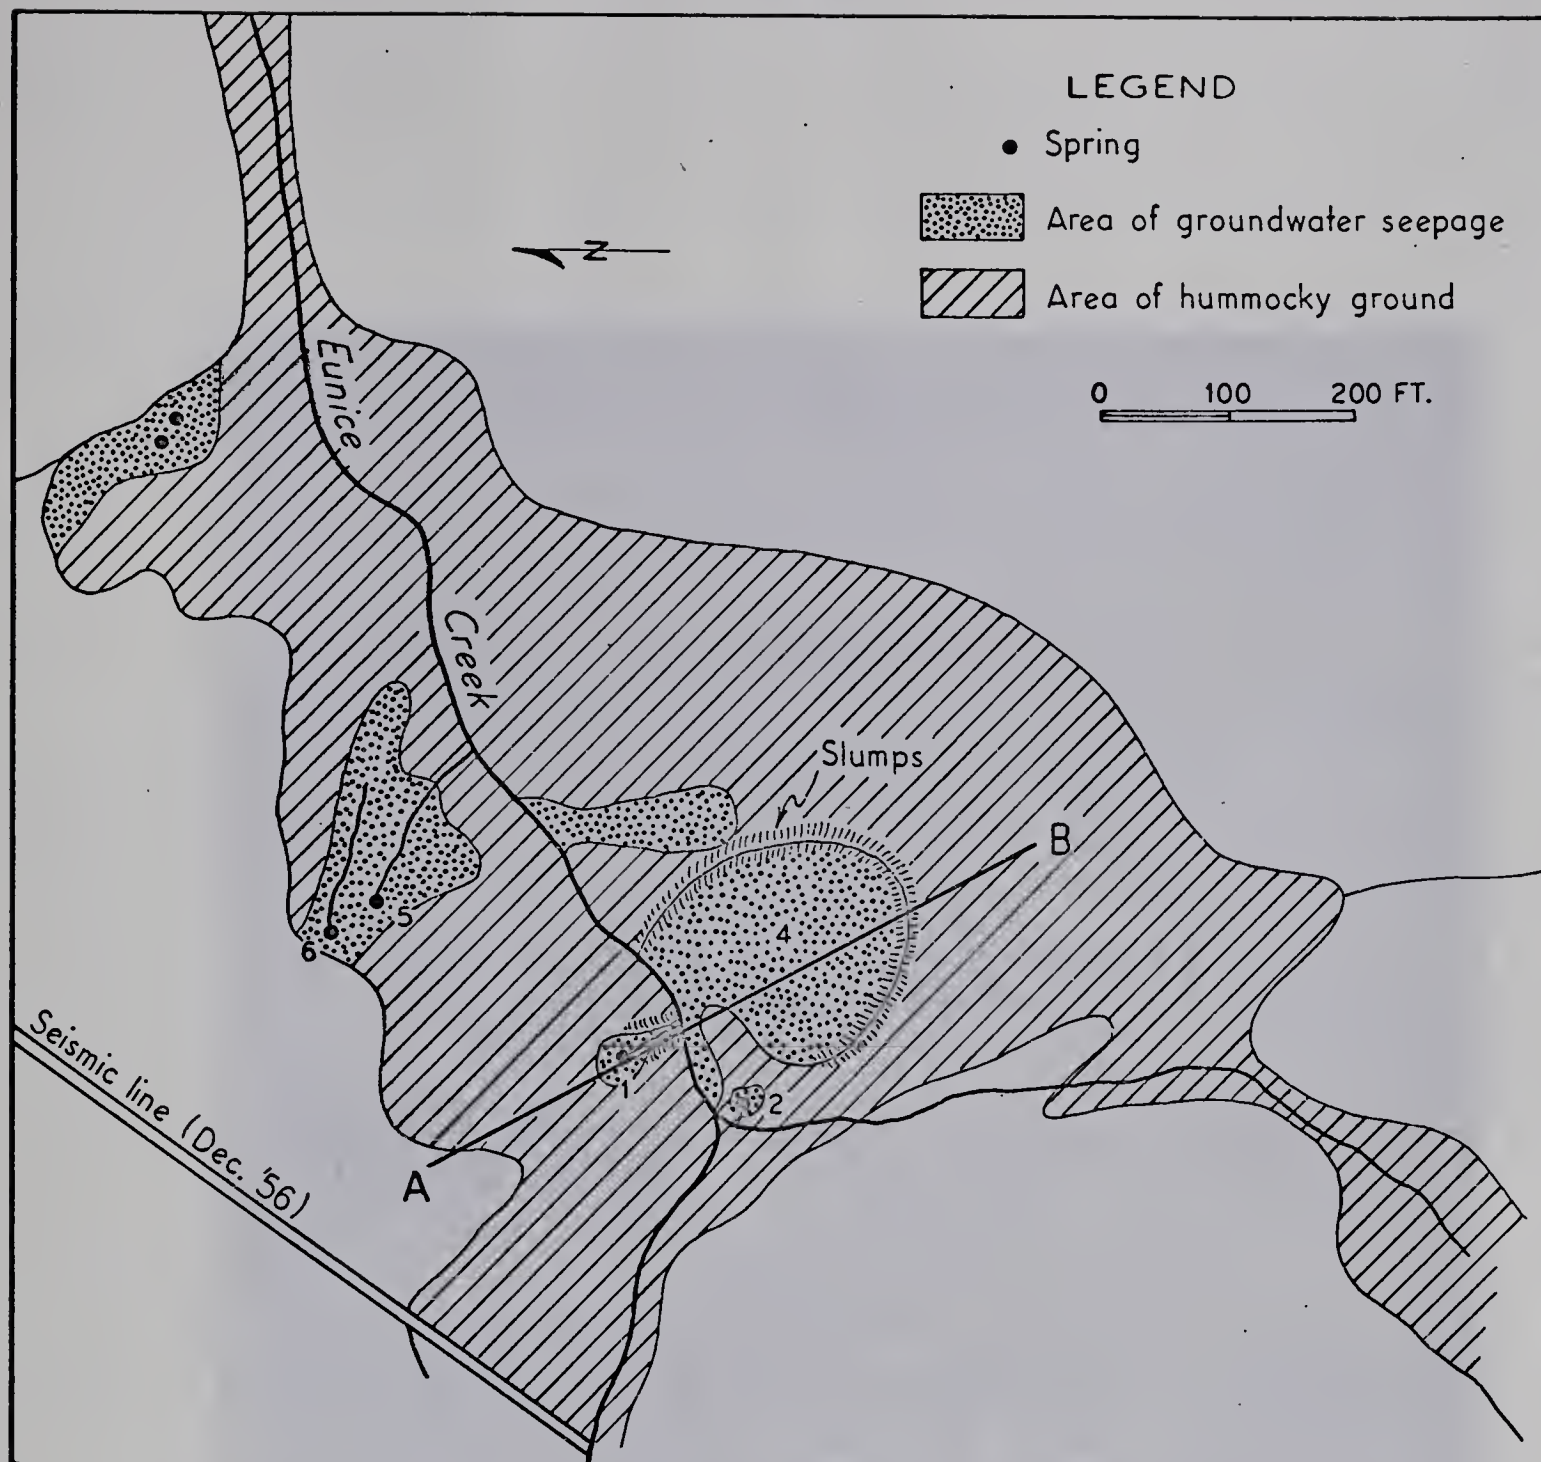 LEGEND
Spring
Area of groundwater seepage
Area of hummocky ground
N
0 100 200 FT.
Eunice
Creek
Slumps
B
4
5
6
1
2
A
Seismic line (Dec. '56)